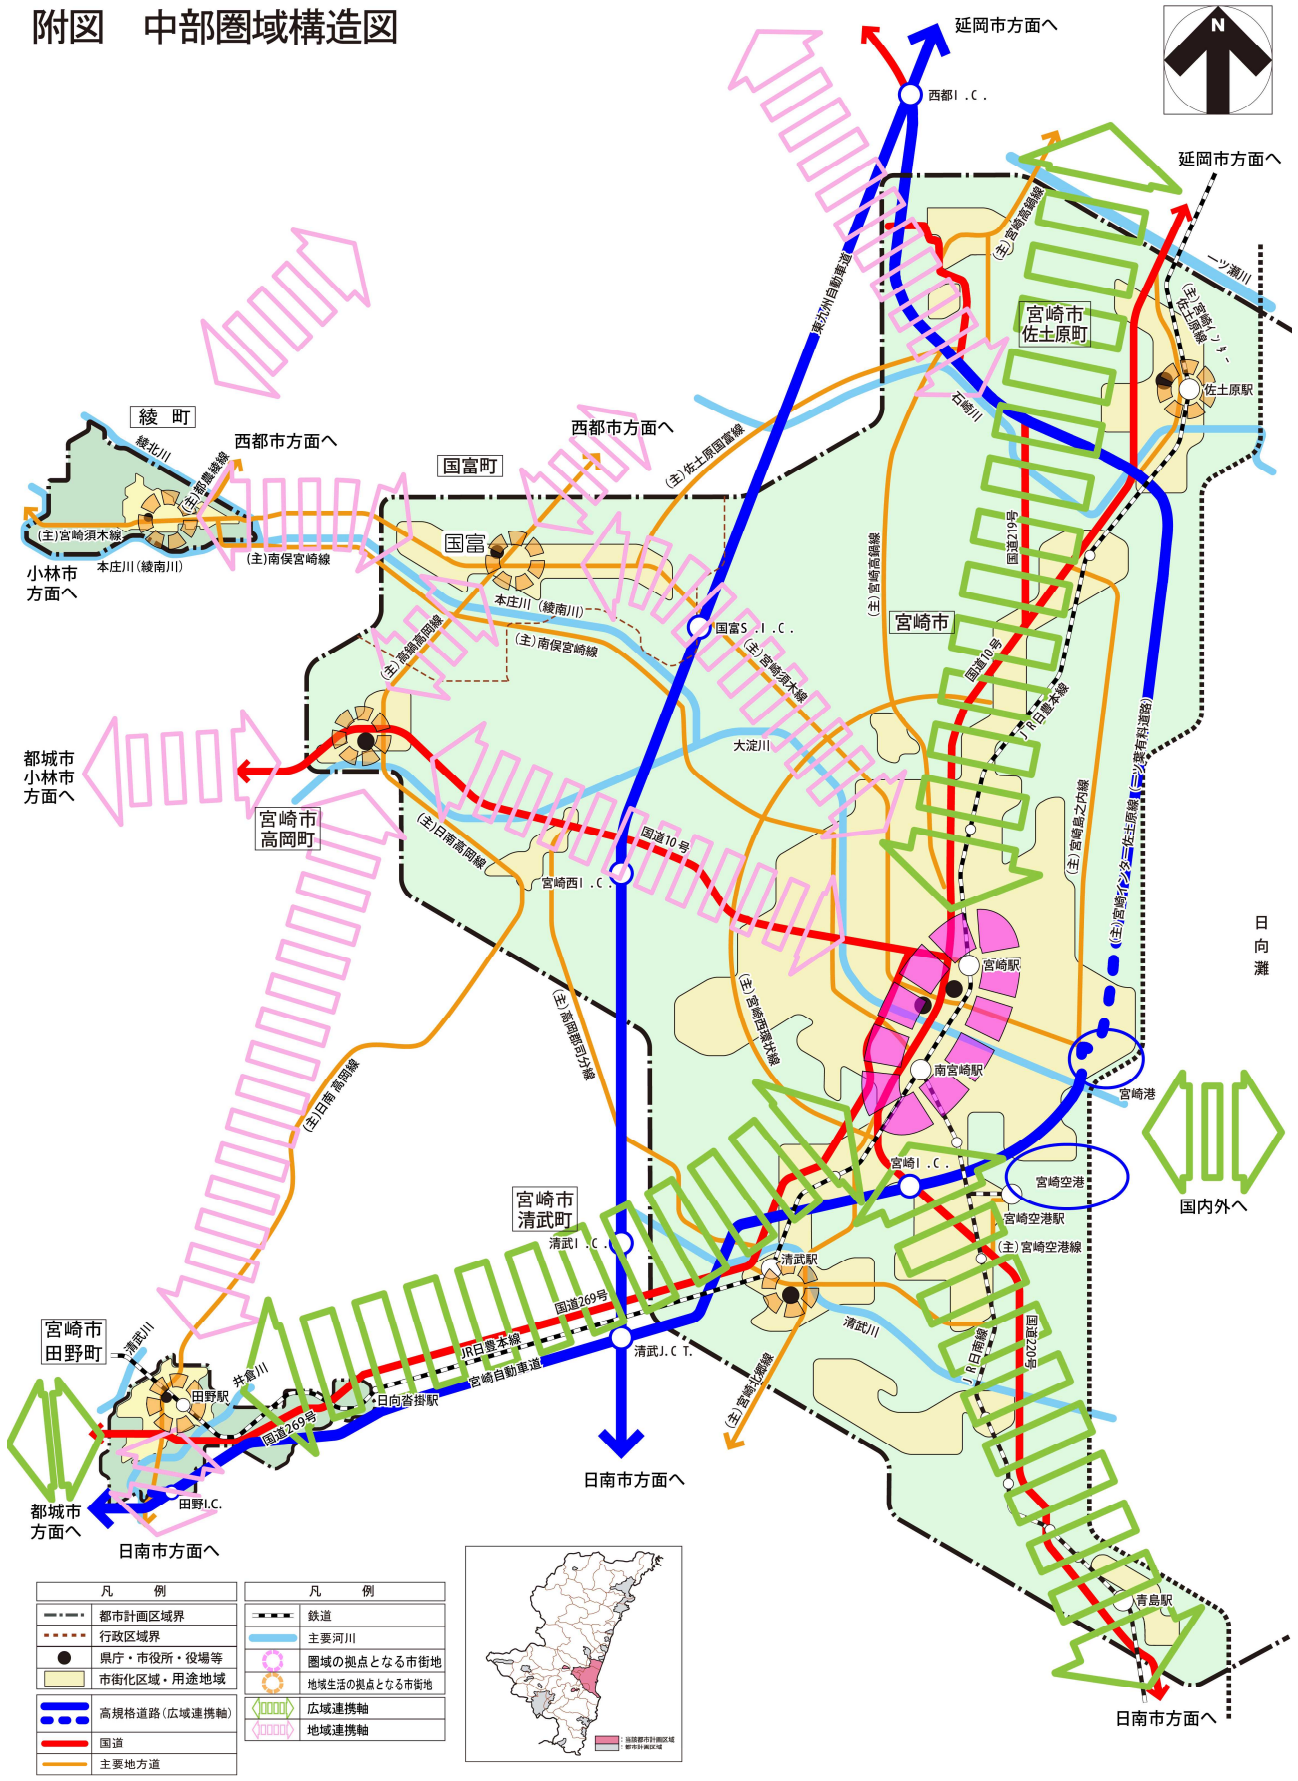 附図　中部圏域構造図
N
延岡市方面へ
西都I.C.
延岡市方面へ
(主)宮崎高鍋線
一ツ瀬川
東九州自動車道
宮崎市
佐土原町
(主)宮崎インター
佐土原線
佐土原駅
石崎川
綾　町
綾北川
西都市方面へ
(主)都農綾線
国富町
西都市方面へ
(主)佐土原国富線
(主)宮崎須木線
本庄川(綾南川)
(主)南俣宮崎線
小林市
方面へ
国富
国道219号
(主)宮崎高鍋線
本庄川(綾南川)
(主)南俣宮崎線
国富S.I.C.
宮崎市
(主)高鍋高岡線
(主)宮崎須木線
国道10号
JR日豊本線
大淀川
都城市
小林市
方面へ
宮崎市
高岡町
(主)日南高岡線
国道10号
(主)宮崎島之内線
(主)宮崎インター佐土原線(一ツ葉有料道路)
宮崎西I.C.
日向灘
宮崎駅
(主)宮崎西環状線
(主)高岡郡司分線
南宮崎駅
(主)日南高岡線
宮崎港
宮崎I.C.
宮崎空港
国内外へ
宮崎市
清武町
宮崎空港駅
清武I.C.
(主)宮崎空港線
清武駅
国道269号
宮崎市
田野町
清武川
清武川
国道220号
JR日豊本線
清武J.CT.
JR日南線
井倉川
宮崎自動車道
田野駅
日向沓掛駅
(主)宮崎北郷線
国道269号
日南市方面へ
田野I.C.
都城市
方面へ
日南市方面へ
青島駅
日南市方面へ
凡　例
都市計画区域界
行政区域界
県庁・市役所・役場等
市街化区域・用途地域
高規格道路(広域連携軸)
国道
主要地方道
凡　例
鉄道
主要河川
圏域の拠点となる市街地
地域生活の拠点となる市街地
広域連携軸
地域連携軸
：当該都市計画区域
：都市計画区域